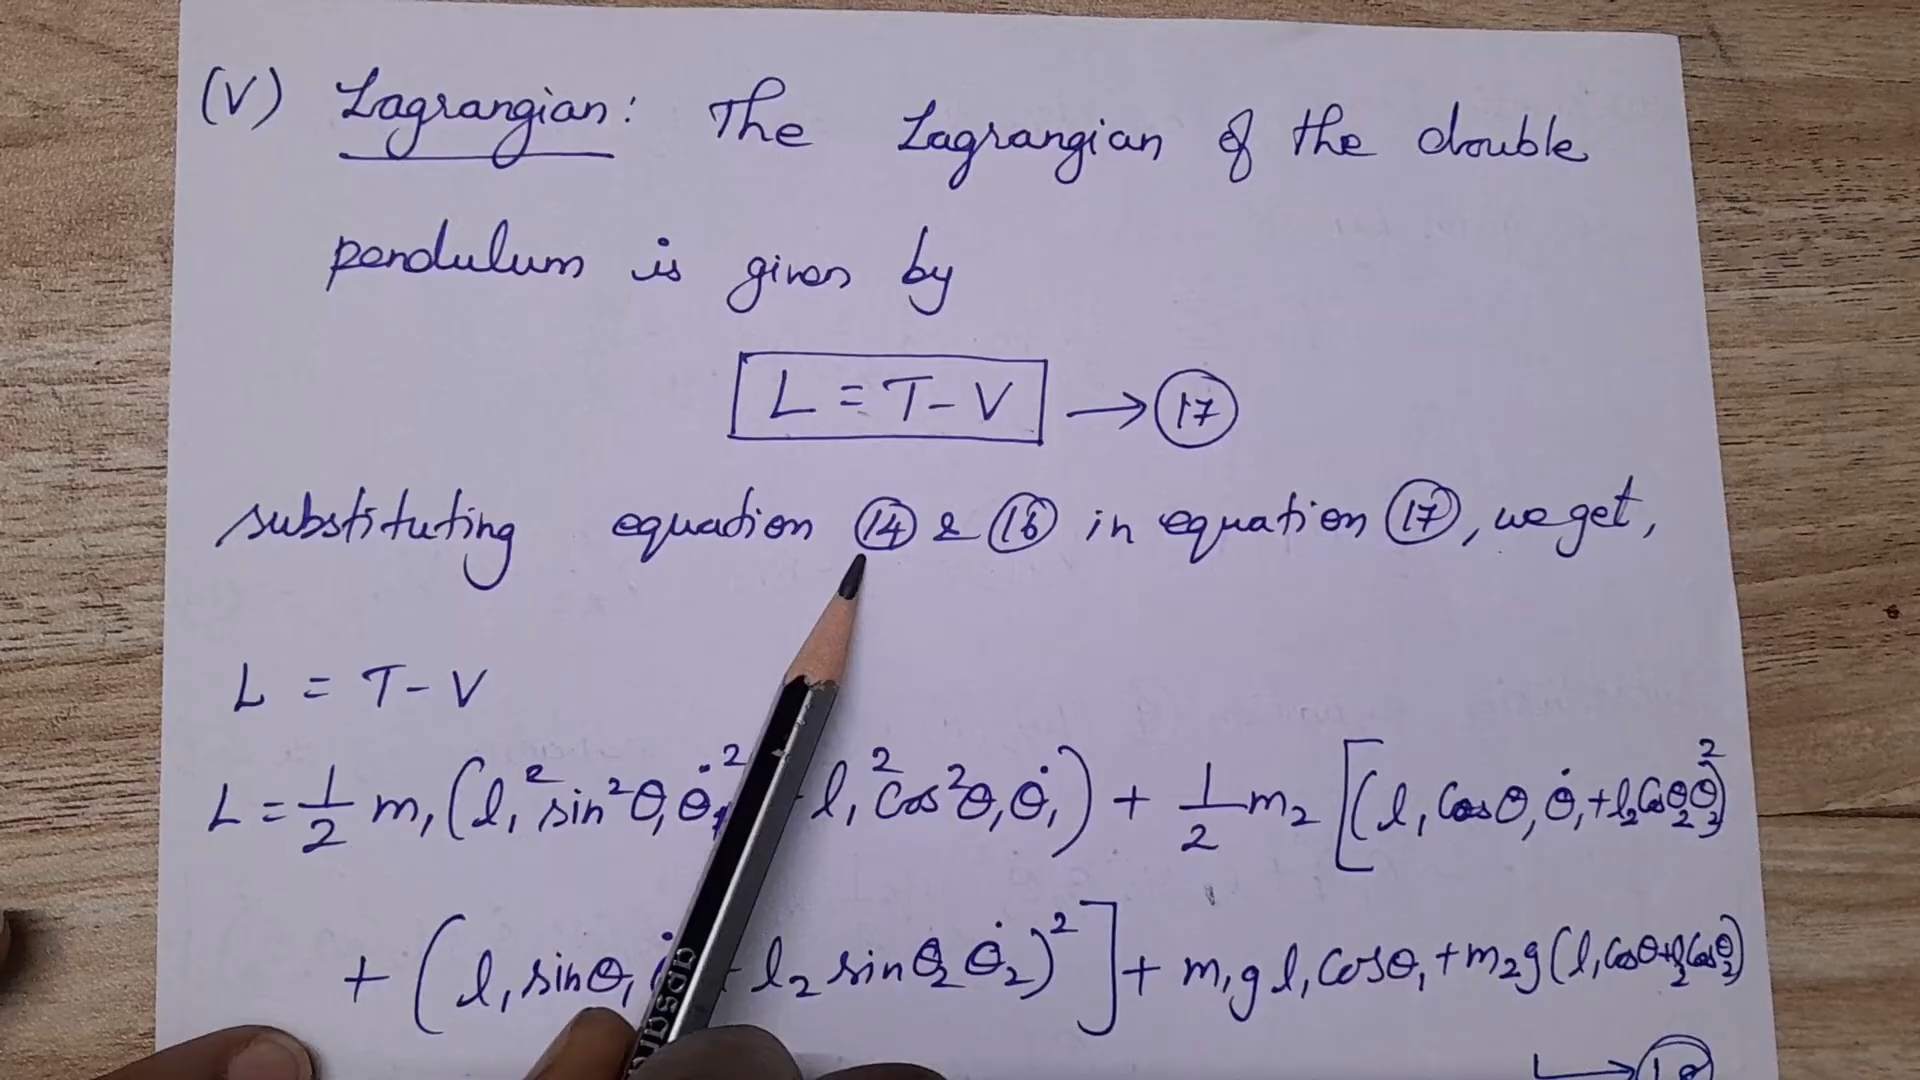 (V) Lagrangian: The Lagrangian of the double
pendulum is given by
L = T - V → 17
substituting equation 14 & 16 in equation 17, we get,
L = T - V
L = 1/2 m₁ (l₁² sin²θ₁ θ̇₁² l₁² cos²θ₁ θ̇₁) + 1/2 m₂ [(l₁ cosθ₁ θ̇₁ + l₂ cosθ₂ θ̇₂)²
+ (l₁ sinθ₁ + l₂ sinθ₂ θ̇₂)²] + m₁ g l₁ cosθ₁ + m₂ g (l₁ cosθ₁ + l₂ cosθ₂)
apsara